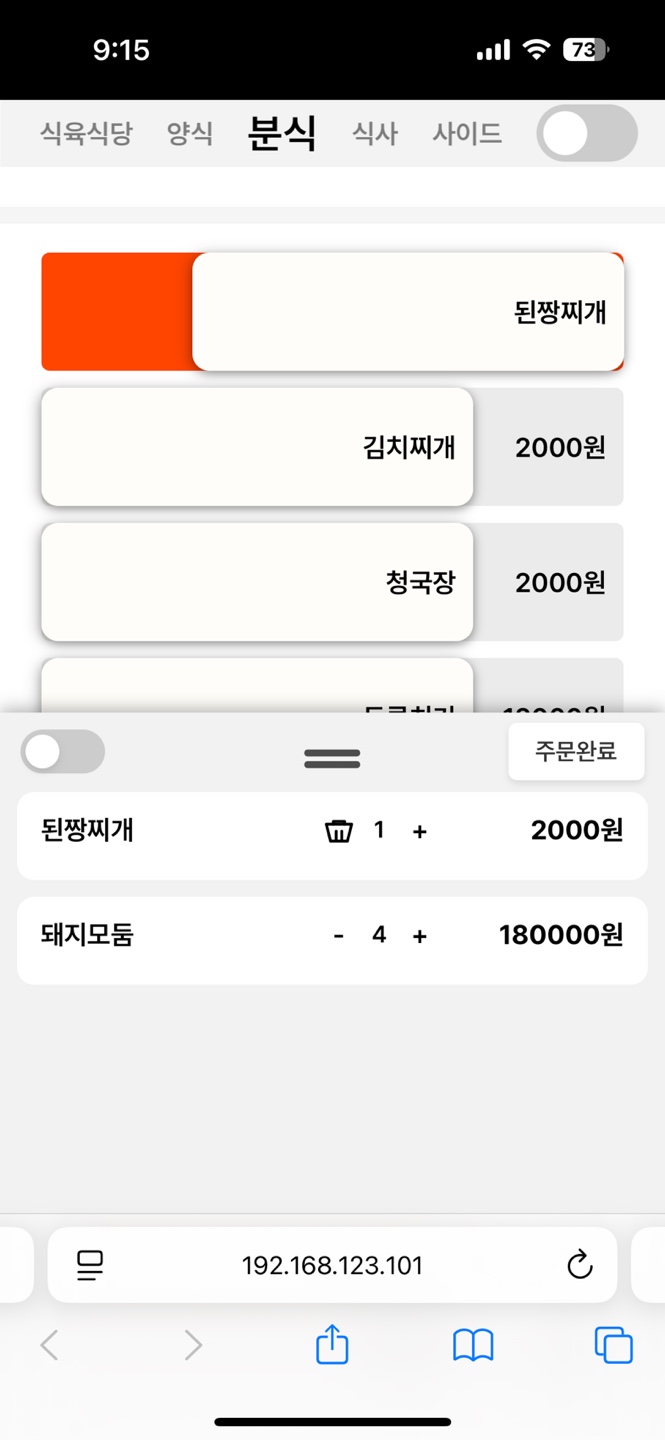 9:15
73
식육식당 양식 분식 식사 사이드
된짱찌개
김치찌개 2000원
청국장 2000원
주문완료
된짱찌개 1 + 2000원
돼지모둠 - 4 + 180000원
192.168.123.101